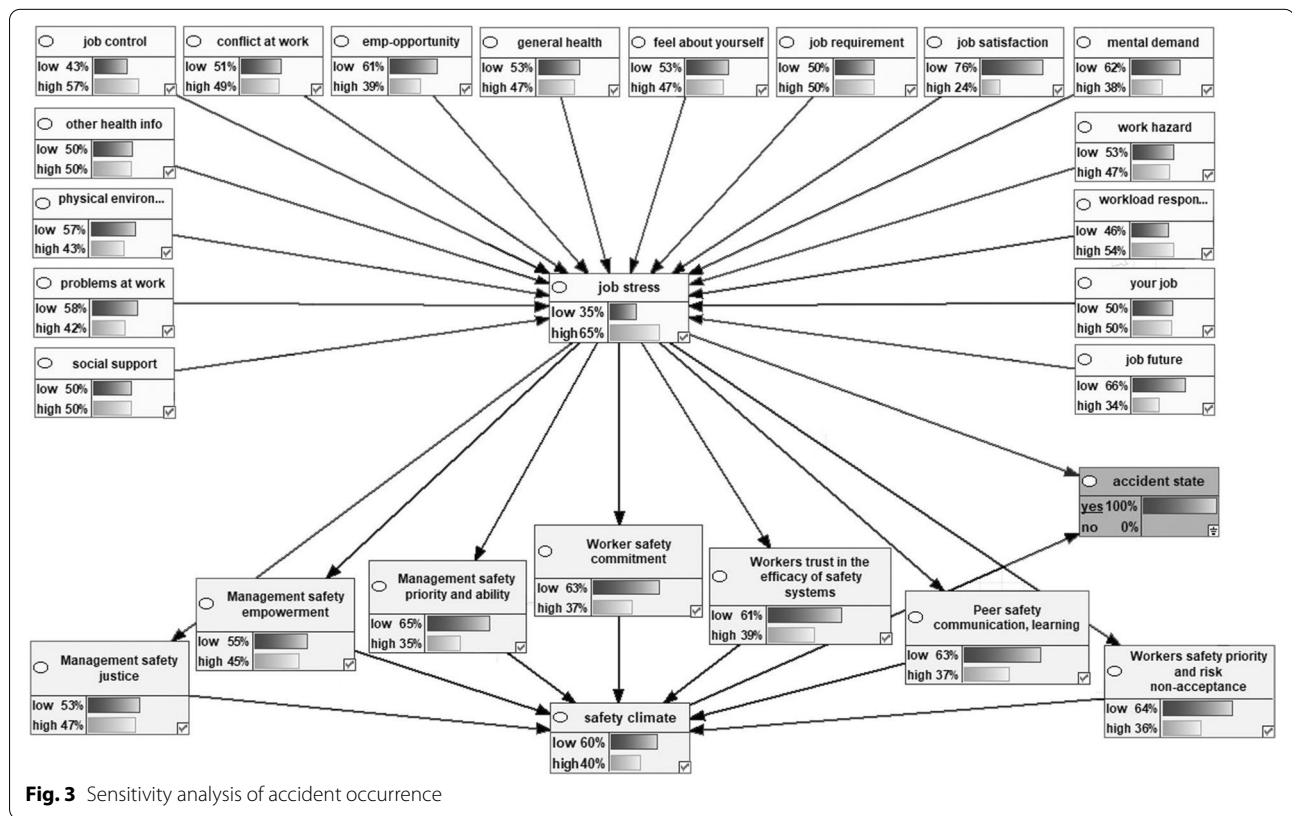 job control
low 43%
high 57%
conflict at work
low 51%
high 49%
emp-opportunity
low 61%
high 39%
general health
low 53%
high 47%
feel about yourself
low 53%
high 47%
job requirement
low 50%
high 50%
job satisfaction
low 76%
high 24%
mental demand
low 62%
high 38%
other health info
low 50%
high 50%
work hazard
low 53%
high 47%
physical environ...
low 57%
high 43%
workload respon...
low 46%
high 54%
problems at work
low 58%
high 42%
job stress
low 35%
high 65%
your job
low 50%
high 50%
social support
low 50%
high 50%
job future
low 66%
high 34%
accident state
yes 100%
no 0%
Worker safety
commitment
low 63%
high 37%
Workers trust in the
efficacy of safety
systems
low 61%
high 39%
Management safety
priority and ability
low 65%
high 35%
Management safety
empowerment
low 55%
high 45%
Peer safety
communication, learning
low 63%
high 37%
Management safety
justice
low 53%
high 47%
Workers safety priority
and risk
non-acceptance
low 64%
high 36%
safety climate
low 60%
high 40%
Fig. 3 Sensitivity analysis of accident occurrence